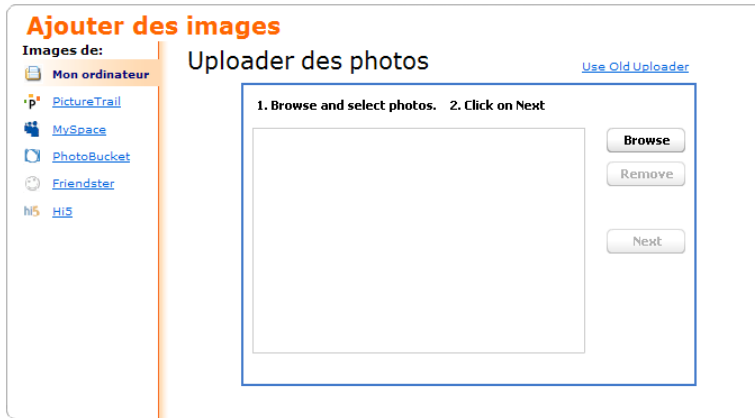 Ajouter des images
Images de:
Mon ordinateur
PictureTrail
MySpace
PhotoBucket
Friendster
hi5 Hi5
Uploader des photos
Use Old Uploader
1. Browse and select photos. 2. Click on Next
Browse
Remove
Next